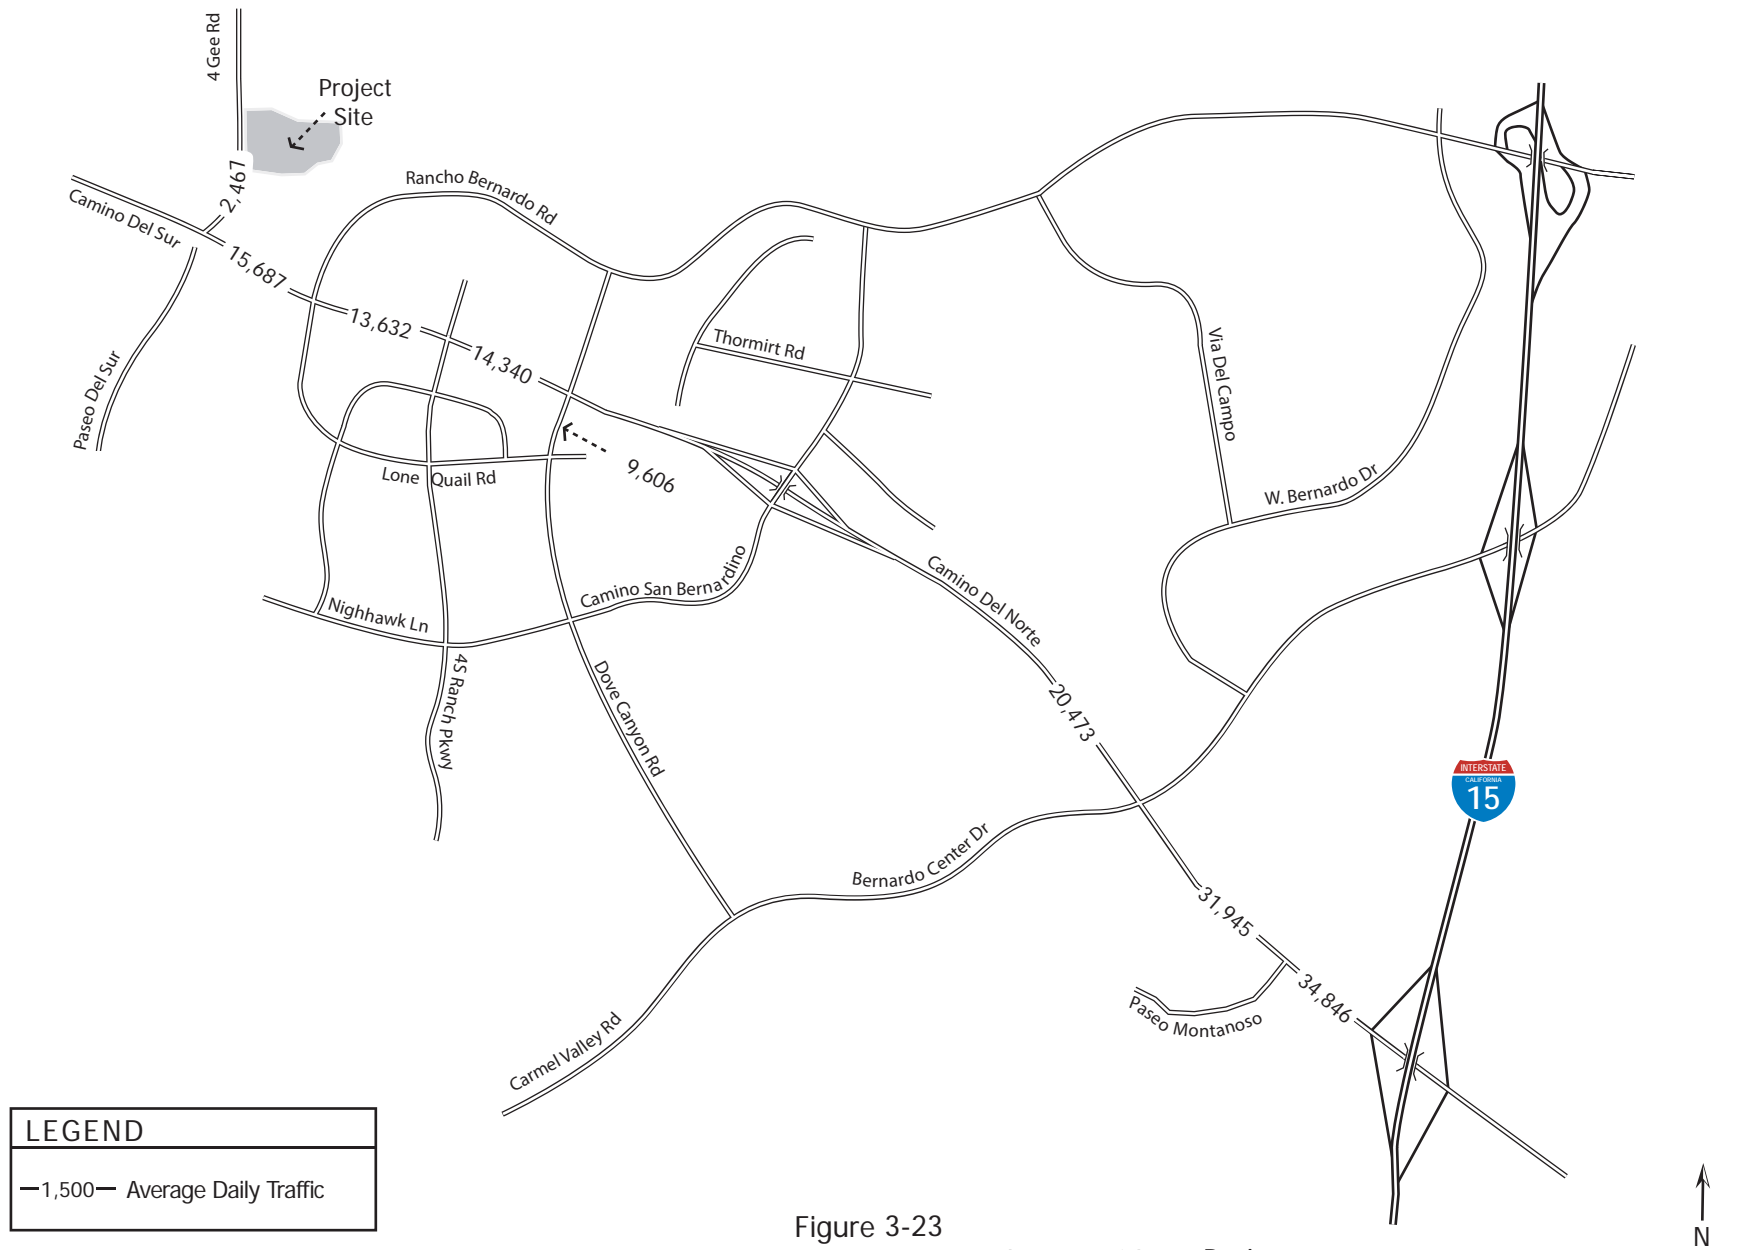 4 Gee Rd
Project
Site
2,467
Camino Del Sur
15,687
Rancho Bernardo Rd
13,632
14,340
Thormirt Rd
Paseo Del Sur
Via Del Campo
Lone Quail Rd
9,606
W. Bernardo Dr
Camino San Bernardino
Camino Del Norte
Nighhawk Ln
4S Ranch Pkwy
Dove Canyon Rd
20,473
INTERSTATE
CALIFORNIA
15
Bernardo Center Dr
31,945
34,846
Paseo Montanoso
Carmel Valley Rd
LEGEND
1,500 Average Daily Traffic
Figure 3-23
N